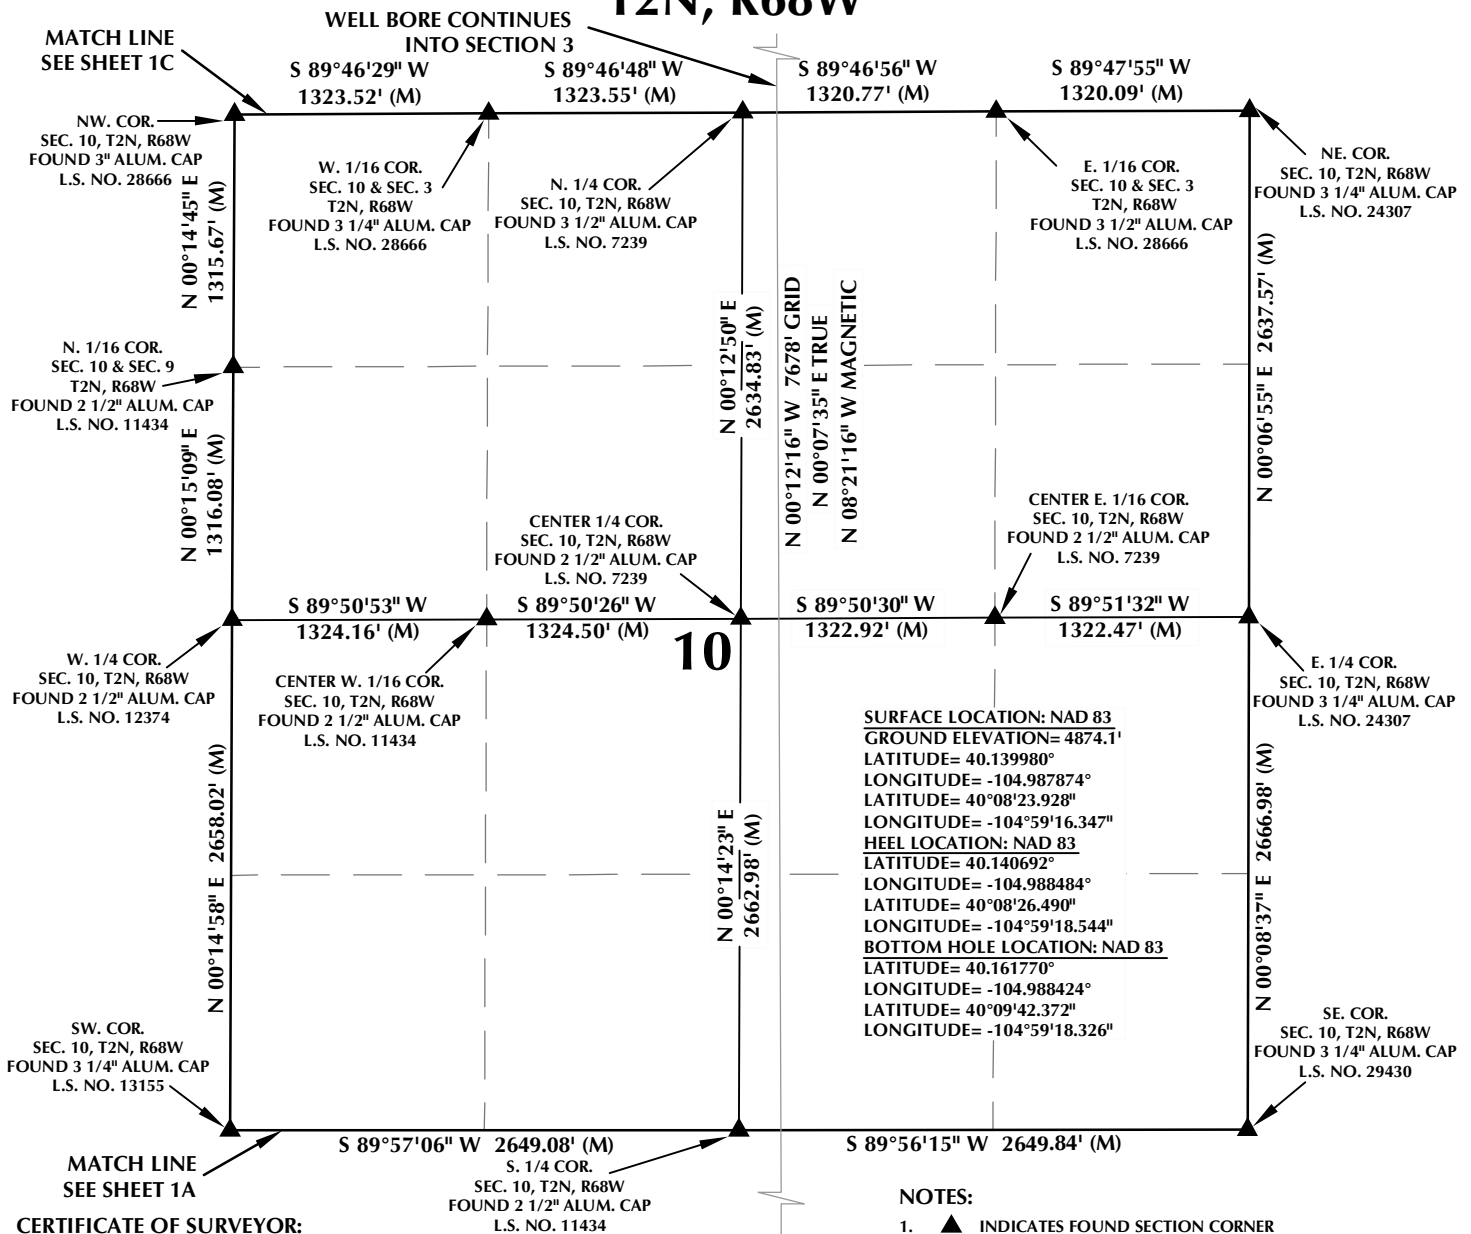 T2N, R68W
WELL BORE CONTINUES
INTO SECTION 3
MATCH LINE
SEE SHEET 1C
S 89°46'29" W
1323.52' (M)
S 89°46'48" W
1323.55' (M)
S 89°46'56" W
1320.77' (M)
S 89°47'55" W
1320.09' (M)
NW. COR.
SEC. 10, T2N, R68W
FOUND 3" ALUM. CAP
L.S. NO. 28666
W. 1/16 COR.
SEC. 10 & SEC. 3
T2N, R68W
FOUND 3 1/4" ALUM. CAP
L.S. NO. 28666
N. 1/4 COR.
SEC. 10, T2N, R68W
FOUND 3 1/2" ALUM. CAP
L.S. NO. 7239
E. 1/16 COR.
SEC. 10 & SEC. 3
T2N, R68W
FOUND 3 1/2" ALUM. CAP
L.S. NO. 28666
NE. COR.
SEC. 10, T2N, R68W
FOUND 3 1/4" ALUM. CAP
L.S. NO. 24307
N 00°14'45" E
1315.67' (M)
N 00°12'50" E
2634.83' (M)
N 00°12'16" W 7678' GRID
N 00°07'35" E TRUE
N 08°21'16" W MAGNETIC
N 00°06'55" E 2637.57' (M)
N. 1/16 COR.
SEC. 10 & SEC. 9
T2N, R68W
FOUND 2 1/2" ALUM. CAP
L.S. NO. 11434
N 00°15'09" E
1316.08' (M)
CENTER 1/4 COR.
SEC. 10, T2N, R68W
FOUND 2 1/2" ALUM. CAP
L.S. NO. 7239
CENTER E. 1/16 COR.
SEC. 10, T2N, R68W
FOUND 2 1/2" ALUM. CAP
L.S. NO. 7239
S 89°50'53" W
1324.16' (M)
S 89°50'26" W
1324.50' (M)
S 89°50'30" W
1322.92' (M)
S 89°51'32" W
1322.47' (M)
10
W. 1/4 COR.
SEC. 10, T2N, R68W
FOUND 2 1/2" ALUM. CAP
L.S. NO. 12374
CENTER W. 1/16 COR.
SEC. 10, T2N, R68W
FOUND 2 1/2" ALUM. CAP
L.S. NO. 11434
E. 1/4 COR.
SEC. 10, T2N, R68W
FOUND 3 1/4" ALUM. CAP
L.S. NO. 24307
SURFACE LOCATION: NAD 83
GROUND ELEVATION= 4874.1'
LATITUDE= 40.139980°
LONGITUDE= -104.987874°
LATITUDE= 40°08'23.928"
LONGITUDE= -104°59'16.347"
HEEL LOCATION: NAD 83
LATITUDE= 40.140692°
LONGITUDE= -104.988484°
LATITUDE= 40°08'26.490"
LONGITUDE= -104°59'18.544"
BOTTOM HOLE LOCATION: NAD 83
LATITUDE= 40.161770°
LONGITUDE= -104.988424°
LATITUDE= 40°09'42.372"
LONGITUDE= -104°59'18.326"
N 00°14'58" E 2658.02' (M)
N 00°14'23" E
2662.98' (M)
N 00°08'37" E 2666.98' (M)
SW. COR.
SEC. 10, T2N, R68W
FOUND 3 1/4" ALUM. CAP
L.S. NO. 13155
SE. COR.
SEC. 10, T2N, R68W
FOUND 3 1/4" ALUM. CAP
L.S. NO. 29430
S 89°57'06" W 2649.08' (M)
S 89°56'15" W 2649.84' (M)
MATCH LINE
SEE SHEET 1A
S. 1/4 COR.
SEC. 10, T2N, R68W
FOUND 2 1/2" ALUM. CAP
L.S. NO. 11434
CERTIFICATE OF SURVEYOR:
NOTES:
1. ▲ INDICATES FOUND SECTION CORNER